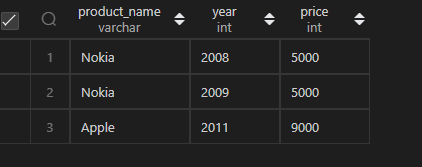 product_name year price
varchar int int
1 Nokia 2008 5000
2 Nokia 2009 5000
3 Apple 2011 9000